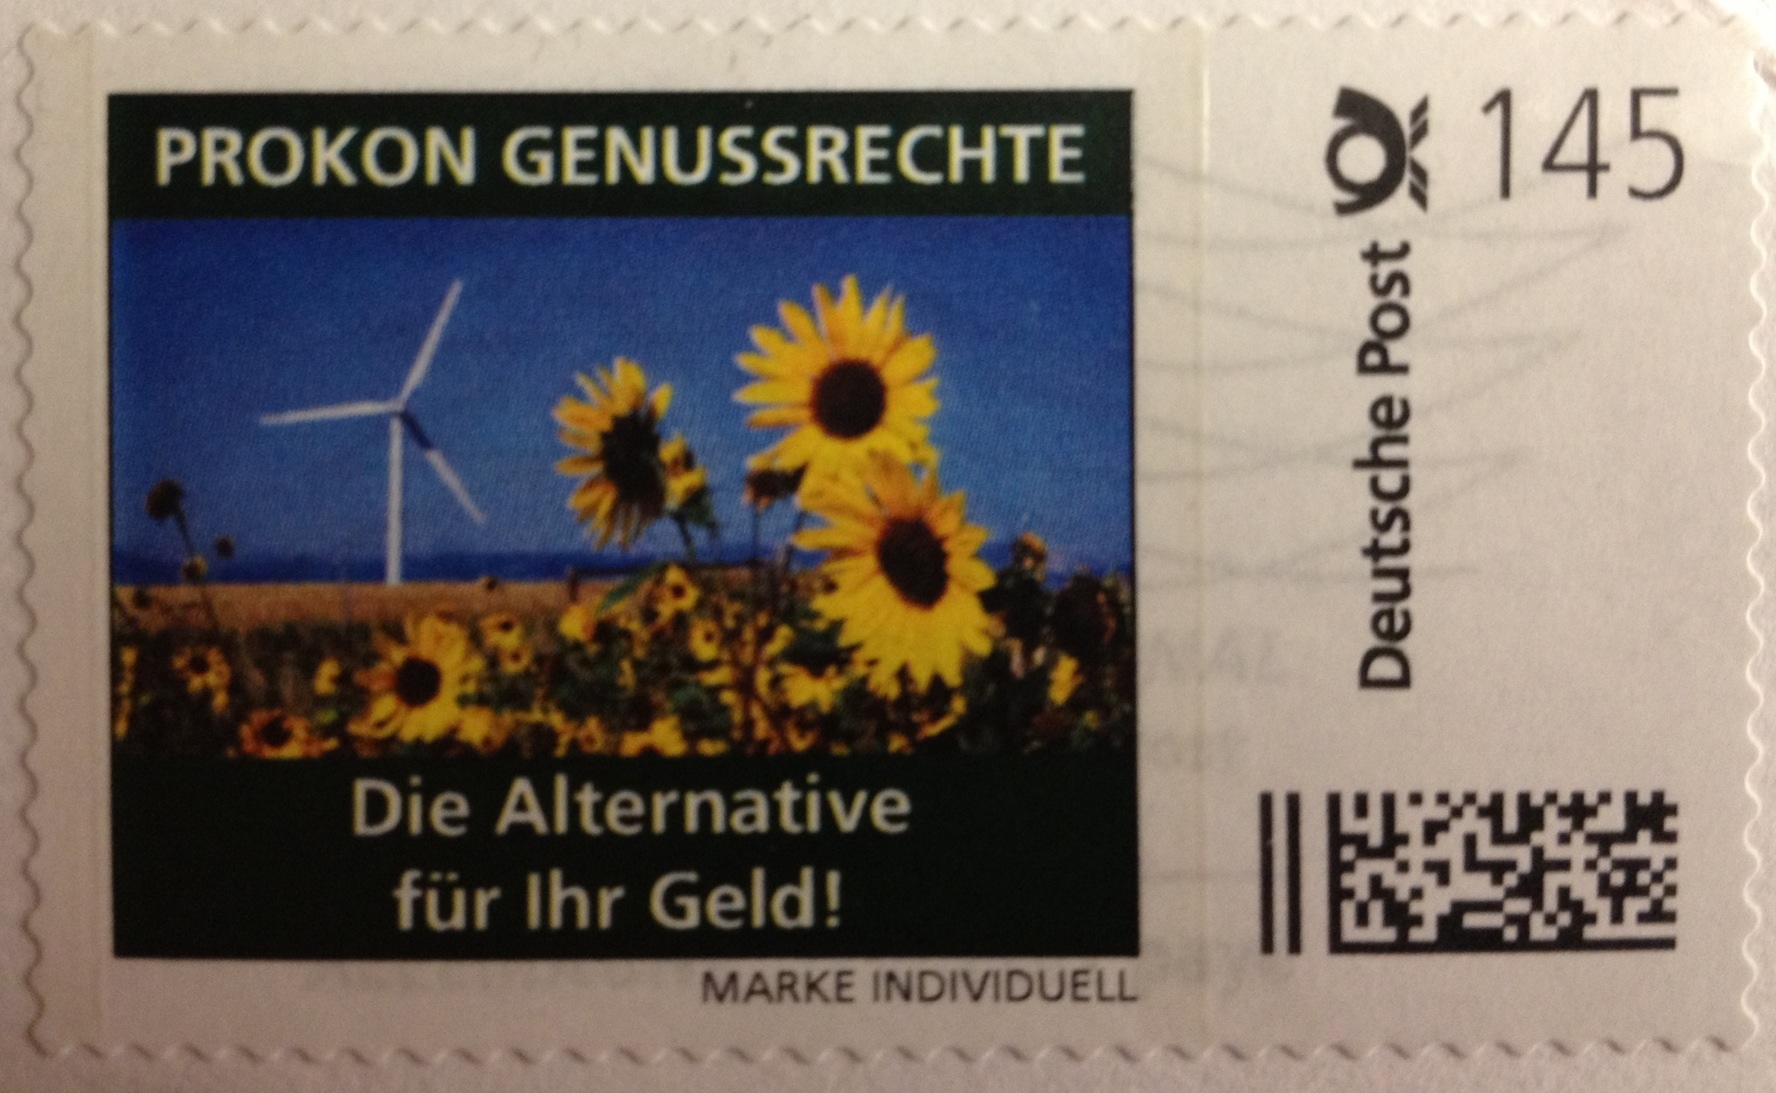 PROKON GENUSSRECHTE
Die Alternative
für Ihr Geld!
MARKE INDIVIDUELL
145
Deutsche Post